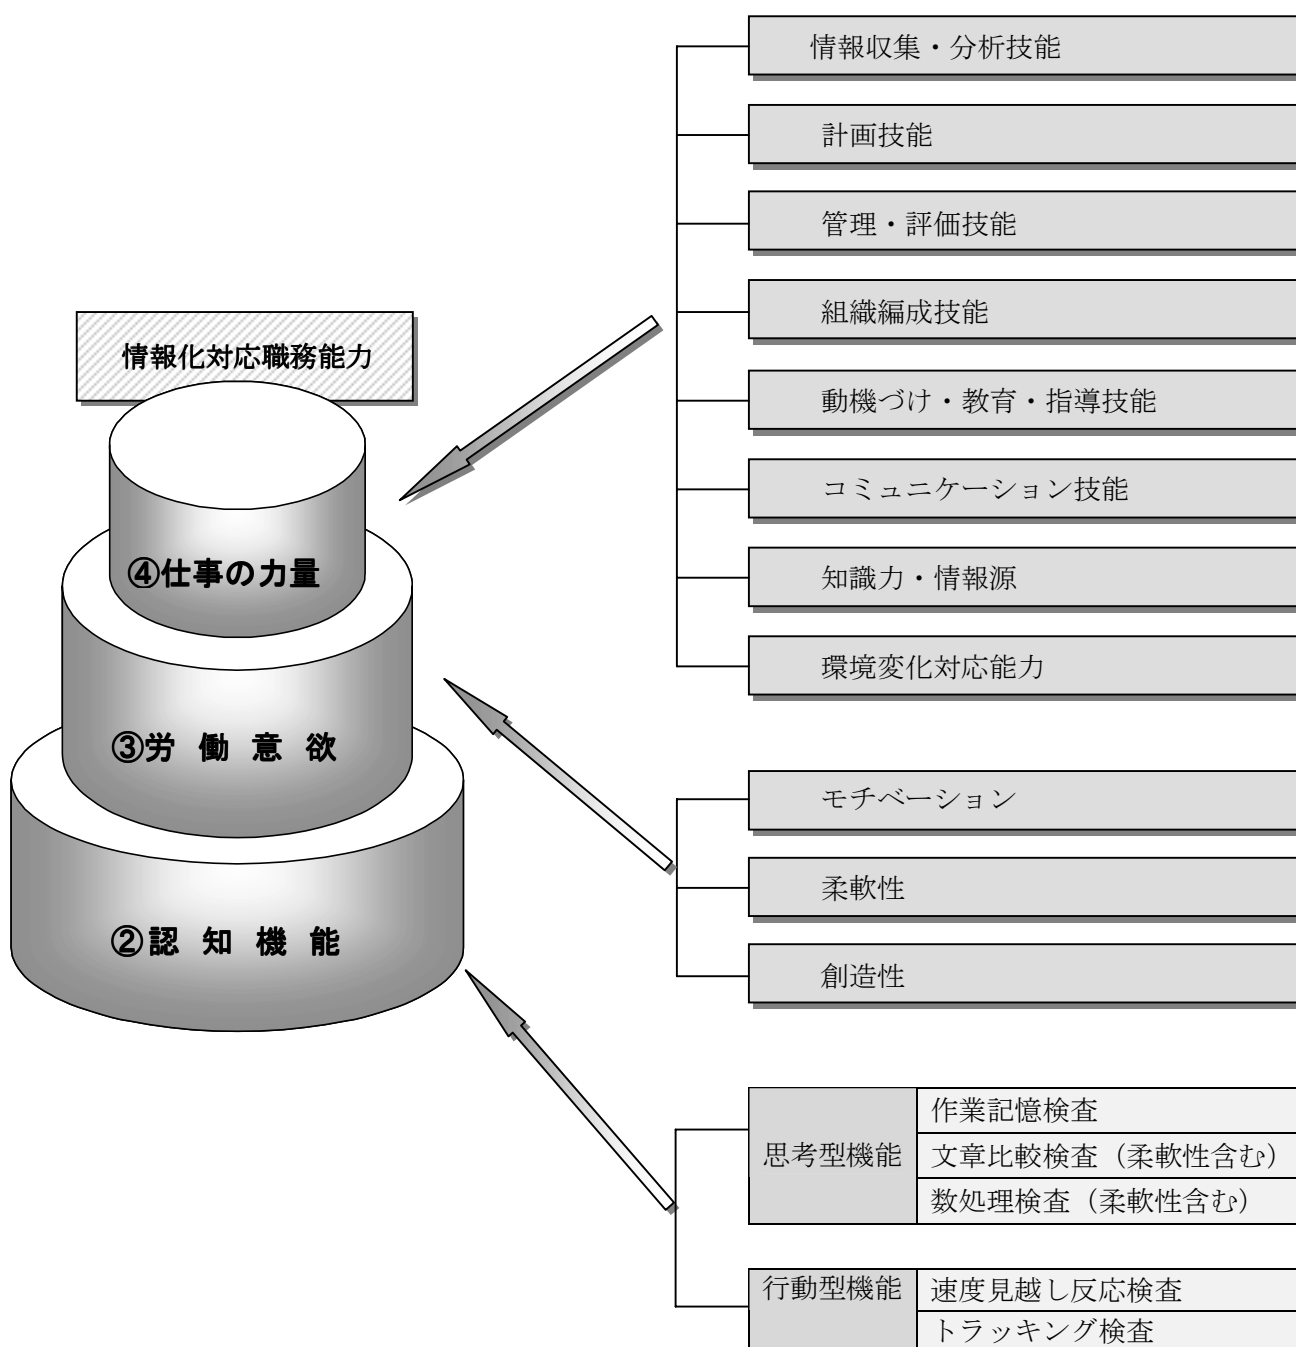 情報収集・分析技能
計画技能
管理・評価技能
組織編成技能
情報化対応職務能力
動機づけ・教育・指導技能
コミュニケーション技能
④仕事の力量
知識力・情報源
環境変化対応能力
③労 働 意 欲
モチベーション
柔軟性
②認 知 機 能
創造性
思考型機能
作業記憶検査
文章比較検査（柔軟性含む）
数処理検査（柔軟性含む）
行動型機能
速度見越し反応検査
トラッキング検査